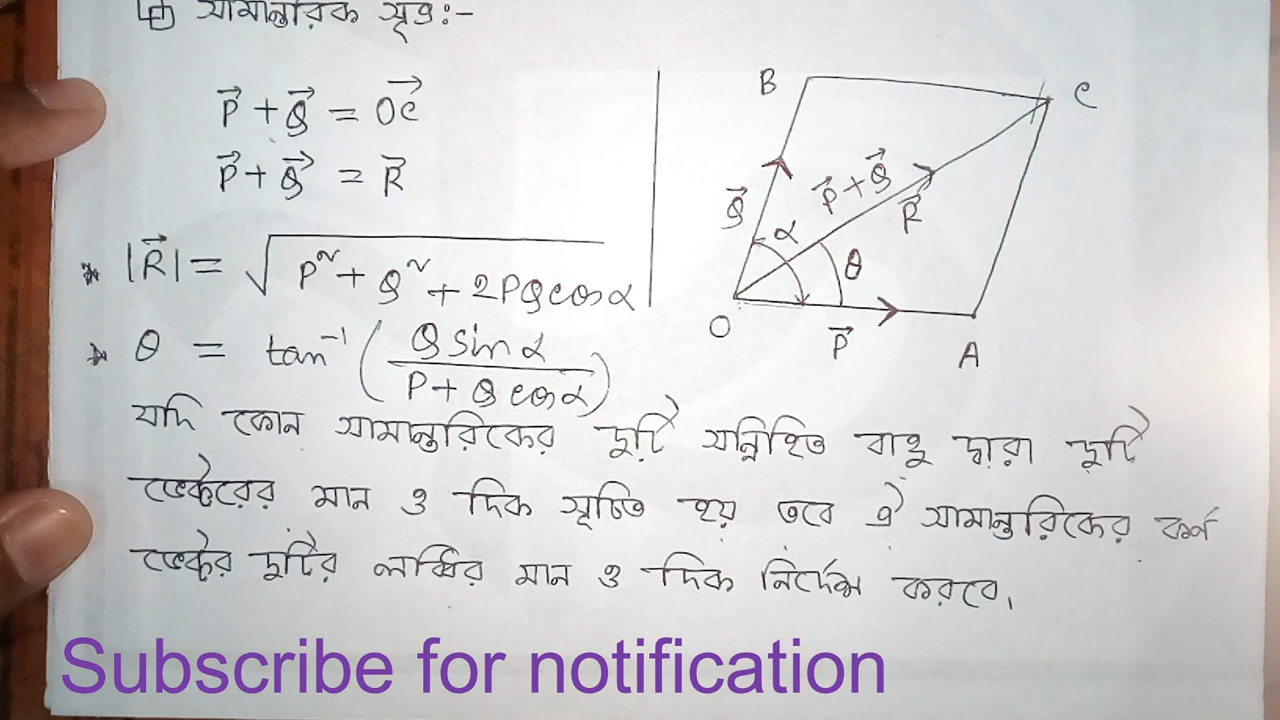 সামান্তরিক সূত্র:-
P⃗ + Q⃗ = OC⃗
P⃗ + Q⃗ = R⃗
* |R⃗| = √(P² + Q² + 2PQ cos α)
* θ = tan⁻¹ (Q sin α / P + Q cos α)
B
C
Q⃗
α
P⃗ + Q⃗
R⃗
θ
O
P⃗
A
যদি কোন সামান্তরিকের দুটি সন্নিহিত বাহু দ্বারা দুটি
ভেক্টরের মান ও দিক সূচিত হয় তবে ঐ সামান্তরিকের কর্ণ
ভেক্টর দুটির লব্ধির মান ও দিক নির্দেশ করবে।
Subscribe for notification